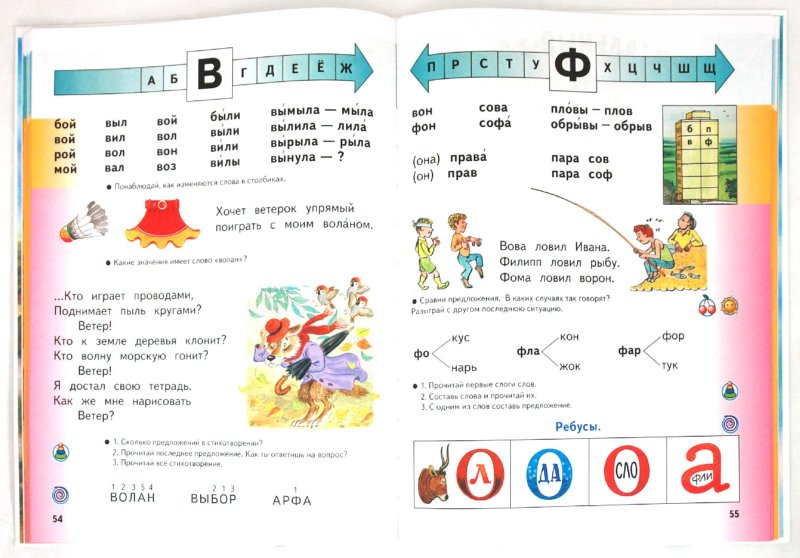 А Б В Г Д Е Ё Ж
бой выл вой бы́ли вы́мыла — мы́ла
вой вил вол вы́ли вы́лила — лила́
рой вол вон ви́ли вы́рыла — ры́ла
мой вал воз ви́лы вы́нула — ?
● Понаблюдай, как изменяются слова в столбиках.
Хочет ветерок упрямый
поиграть с моим вола́ном.
● Какие значения имеет слово «волан»?
...Кто играет проводами,
Поднимает пыль кругами?
Ветер!
Кто к земле деревья клонит?
Кто волну морскую гонит?
Ветер!
Я достал свою тетрадь.
Как же мне нарисовать
Ветер?
● 1. Сколько предложений в стихотворении?
2. Прочитай последнее предложение. Как ты ответишь на вопрос?
3. Прочитай всё стихотворение.
1 2 3 5 4 2 1 3 1
ВОЛАН ВЫБОР АРФА
54
П Р С Т У Ф Х Ц Ч Ш Щ
вон сова пло́вы — плов
фон софа́ обры́вы — обрыв
(она) права́ пара сов
(он) прав пара соф
б п
в ф
Вова ловил Ивана.
Филипп ловил рыбу.
Фома ловил ворон.
● Сравни предложения. В каких случаях так говорят?
Разыграй с другом последнюю ситуацию.
кус кон фор
фо фла фар
нарь жок тук
● 1. Прочитай первые слоги слов.
2. Составь слова и прочитай их.
3. С одним из слов составь предложение.
Ребусы.
О Л О ДА О СЛО а ФЛИ
55